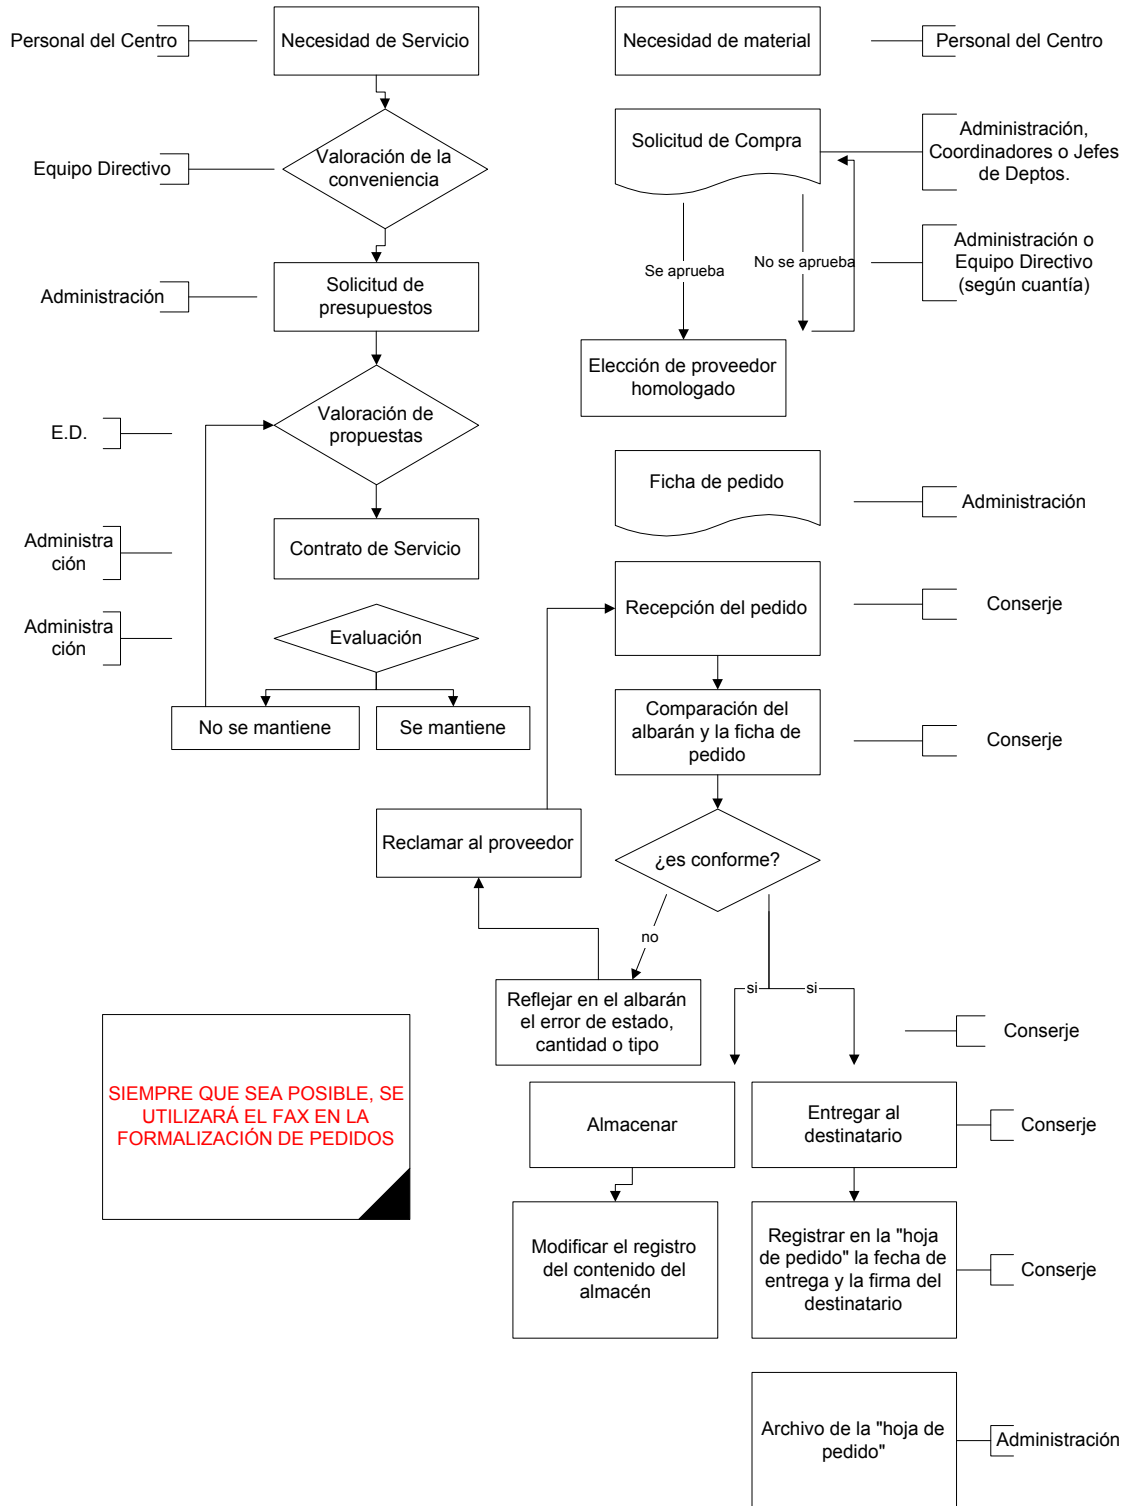 Personal del Centro
Necesidad de Servicio
Necesidad de material
Personal del Centro
Equipo Directivo
Valoración de la
conveniencia
Solicitud de Compra
Administración,
Coordinadores o Jefes
de Deptos.
Se aprueba
No se aprueba
Administración o
Equipo Directivo
(según cuantía)
Administración
Solicitud de
presupuestos
Elección de proveedor
homologado
E.D.
Valoración de
propuestas
Ficha de pedido
Administración
Administra
ción
Contrato de Servicio
Recepción del pedido
Conserje
Administra
ción
Evaluación
No se mantiene
Se mantiene
Comparación del
albarán y la ficha de
pedido
Conserje
Reclamar al proveedor
¿es conforme?
no
si
si
Reflejar en el albarán
el error de estado,
cantidad o tipo
Conserje
SIEMPRE QUE SEA POSIBLE, SE
UTILIZARÁ EL FAX EN LA
FORMALIZACIÓN DE PEDIDOS
Almacenar
Entregar al
destinatario
Conserje
Modificar el registro
del contenido del
almacén
Registrar en la "hoja
de pedido" la fecha de
entrega y la firma del
destinatario
Conserje
Archivo de la "hoja de
pedido"
Administración